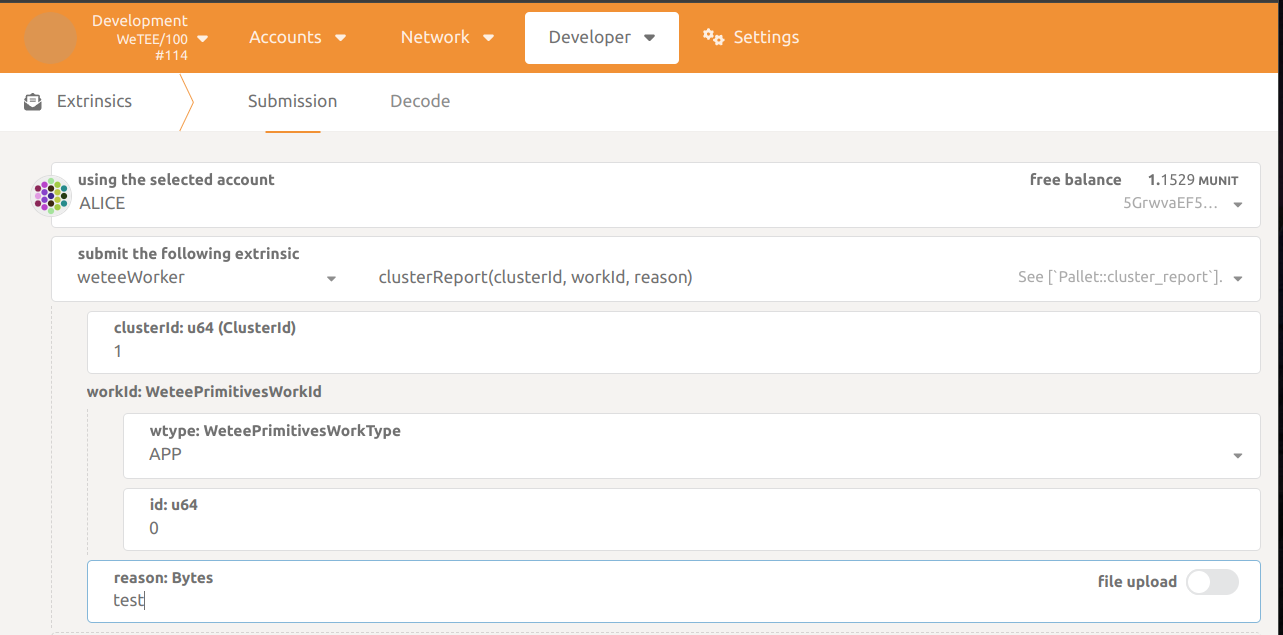 Development
WeTEE/100
#114
Accounts
Network
Developer
Settings
Extrinsics
Submission
Decode
using the selected account
ALICE
free balance 1.1529 MUNIT
5GrwvaEF5...
submit the following extrinsic
weteeWorker
clusterReport(clusterId, workId, reason)
See [`Pallet::cluster_report`].
clusterId: u64 (ClusterId)
1
workId: WeteePrimitivesWorkId
wtype: WeteePrimitivesWorkType
APP
id: u64
0
reason: Bytes
test
file upload